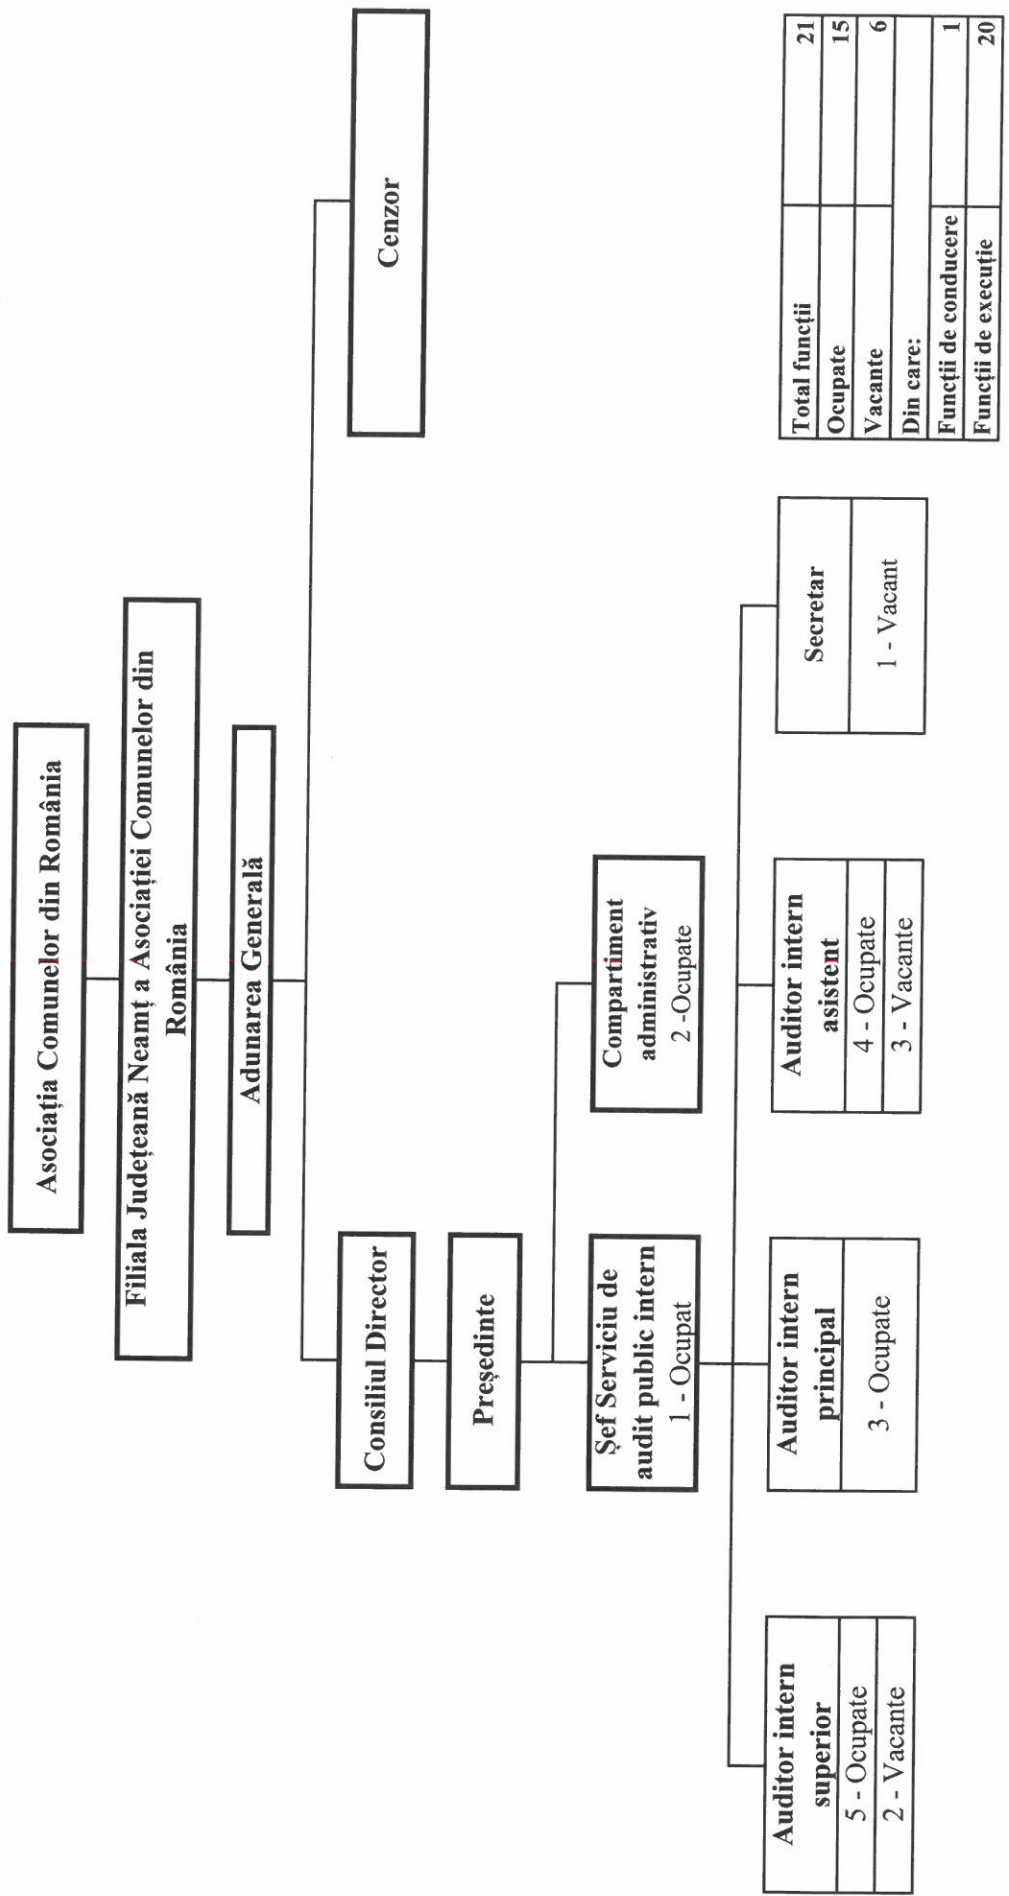 Asociația Comunelor din România
Filiala Județeană Neamț a Asociației Comunelor din
România
Adunarea Generală
Consiliul Director
Cenzor
Președinte
Șef Serviciu de
audit public intern
1 - Ocupat
Compartiment
administrativ
2 -Ocupate
Auditor intern
superior
5 - Ocupate
2 - Vacante
Auditor intern
principal
3 - Ocupate
Auditor intern
asistent
4 - Ocupate
3 - Vacante
Secretar
1 - Vacant
Total funcții 21
Ocupate 15
Vacante 6
Din care:
Funcții de conducere 1
Funcții de execuție 20